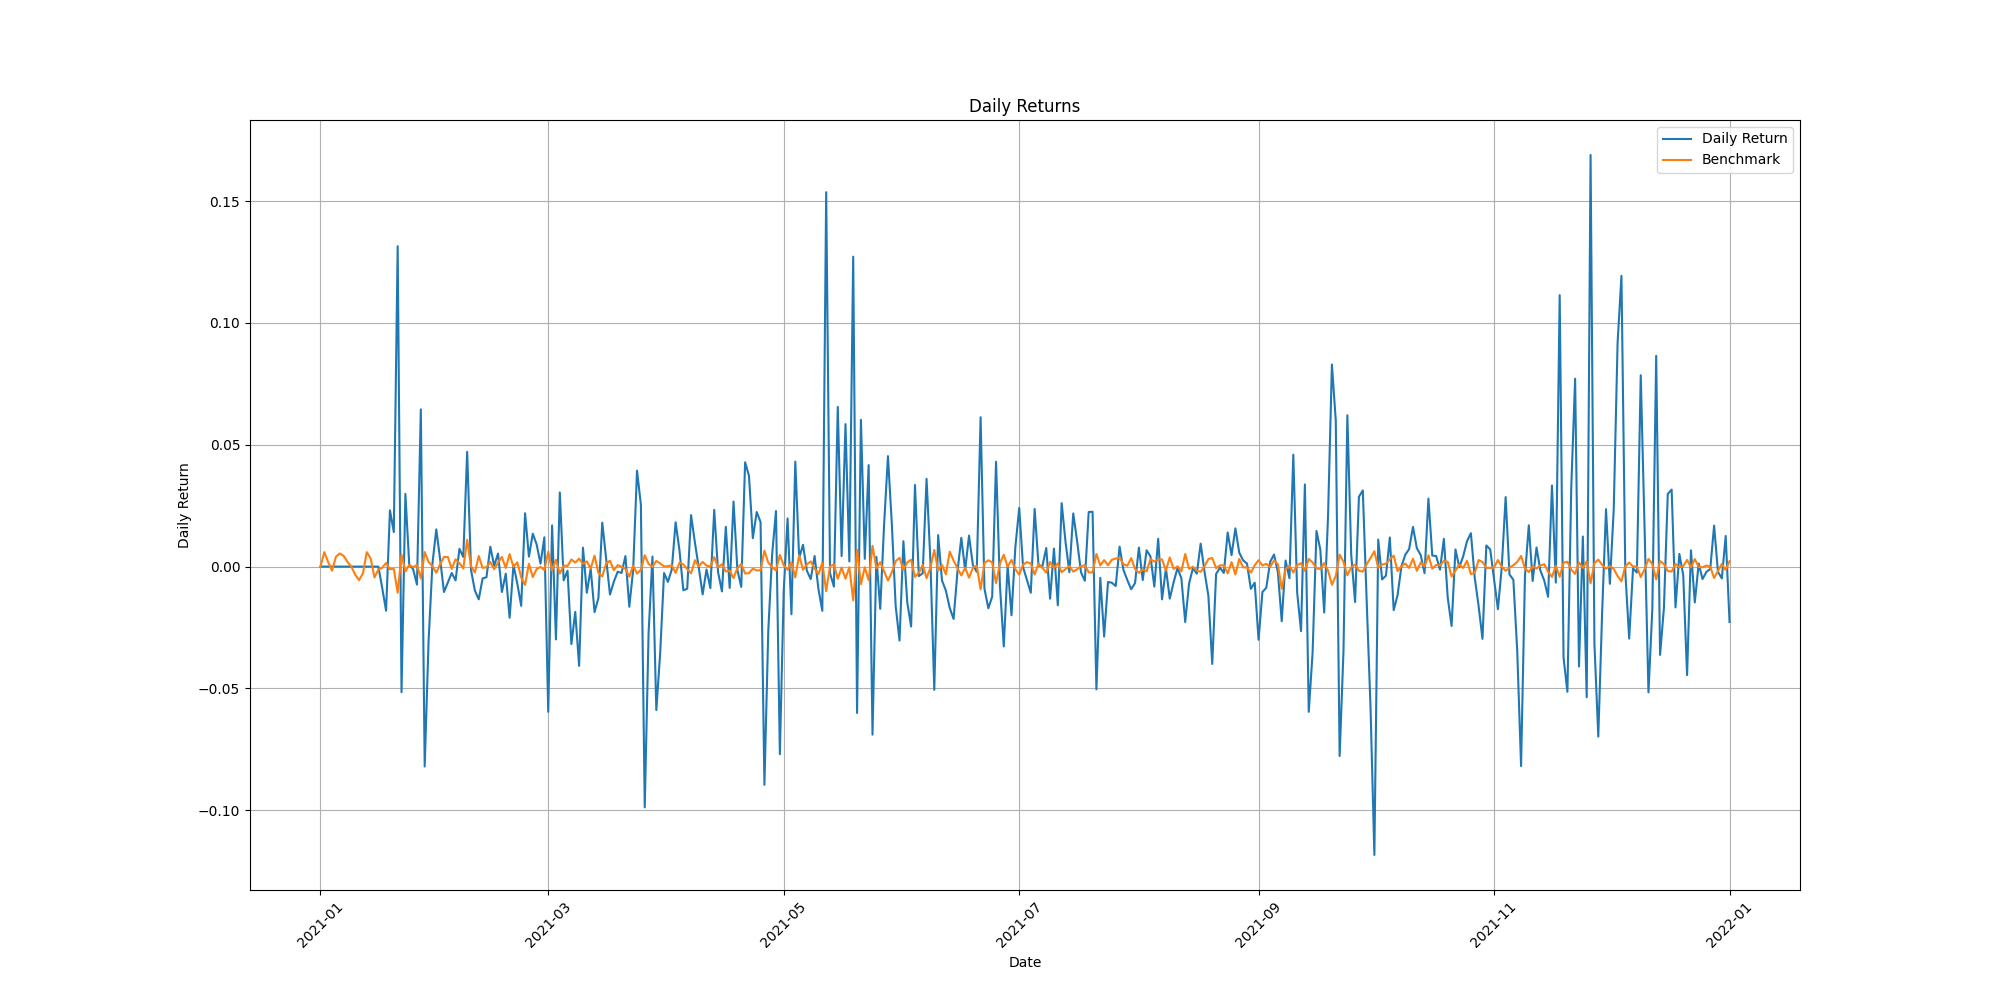 Daily Returns
Daily Return
Benchmark
Daily Return
0.15
0.10
0.05
0.00
−0.05
−0.10
2021-01
2021-03
2021-05
2021-07
2021-09
2021-11
2022-01
Date